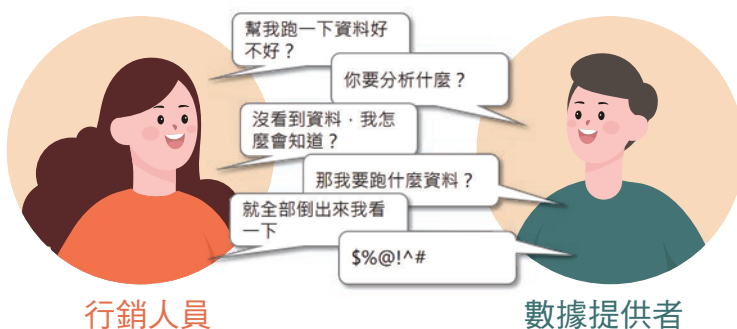 幫我跑一下資料好
不好？
你要分析什麼？
沒看到資料，我怎
麼會知道？
那我要跑什麼資料？
就全部倒出來我看
一下
$%@!^#
行銷人員
數據提供者